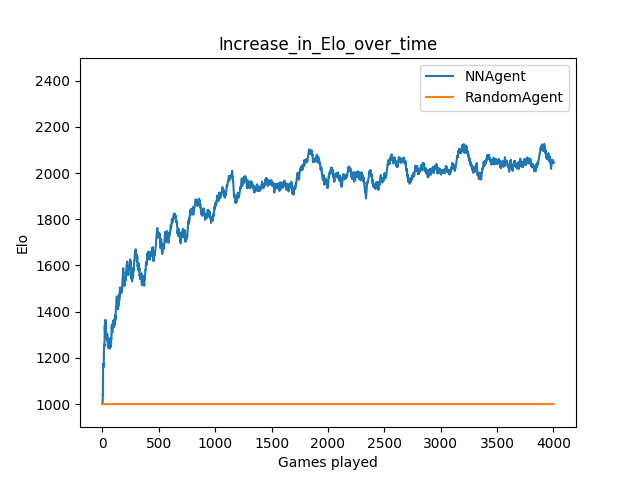 Increase_in_Elo_over_time
NNAgent
RandomAgent
2400
2200
2000
1800
1600
1400
1200
1000
Elo
0 500 1000 1500 2000 2500 3000 3500 4000
Games played